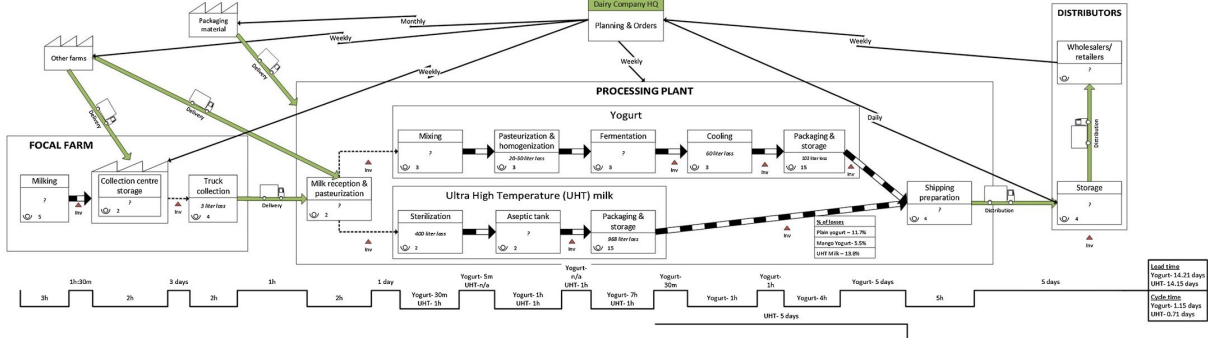 Dairy Company HQ
Planning & Orders
Packaging
material
Other farms
Monthly
Weekly
Weekly
Weekly
Weekly
Daily
Delivery
Delivery
Delivery
DISTRIBUTORS
Wholesalers/
retailers
?
Distribution
Storage
?
4
Inv
FOCAL FARM
Milking
?
5
Inv
Collection centre
storage
?
2
Inv
Truck
collection
3 liter loss
4
Delivery
PROCESSING PLANT
Milk reception &
pasteurization
?
2
Inv
Inv
Yogurt
Mixing
?
3
Pasteurization &
homogenization
20-50 liter loss
3
Fermentation
?
3
Inv
Cooling
60 liter loss
3
Inv
Packaging &
storage
102 liter loss
15
Inv
Ultra High Temperature (UHT) milk
Sterilization
400 liter loss
2
Aseptic tank
?
2
Inv
Packaging &
storage
968 liter loss
15
Inv
% of losses
Plain yogurt – 11.7%
Mango Yogurt- 5.5%
UHT Milk – 13.8%
Shipping
preparation
?
4
Distribution
3h
1h:30m
2h
3 days
2h
1h
2h
1 day
Yogurt- 30m
UHT- 1h
Yogurt- 5m
UHT-n/a
Yogurt- 1h
UHT- 1h
Yogurt-
n/a
UHT- 1h
Yogurt- 7h
UHT- 1h
Yogurt-
30m
Yogurt- 1h
Yogurt-
1h
Yogurt- 4h
Yogurt- 5 days
UHT- 5 days
5h
5 days
Lead time
Yogurt- 14.21 days
UHT- 14.15 days
Cycle time
Yogurt- 1.15 days
UHT- 0.71 days